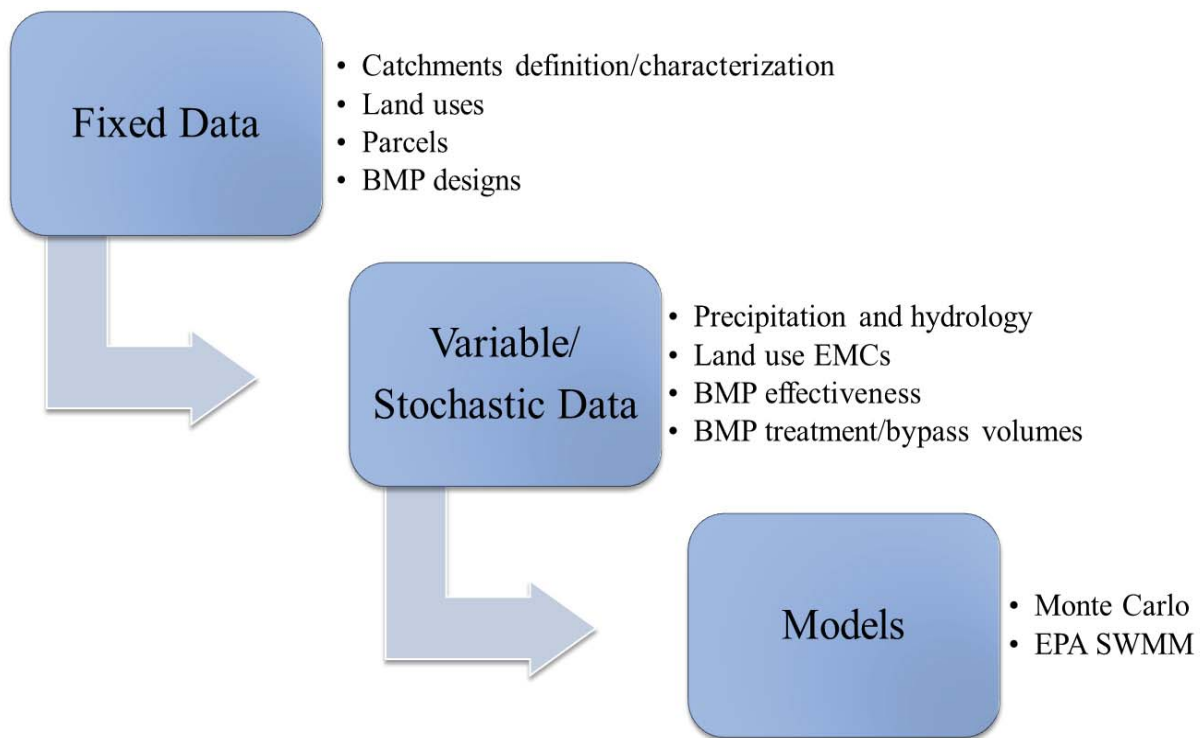 Fixed Data
• Catchments definition/characterization
• Land uses
• Parcels
• BMP designs
Variable/
Stochastic Data
• Precipitation and hydrology
• Land use EMCs
• BMP effectiveness
• BMP treatment/bypass volumes
Models
• Monte Carlo
• EPA SWMM